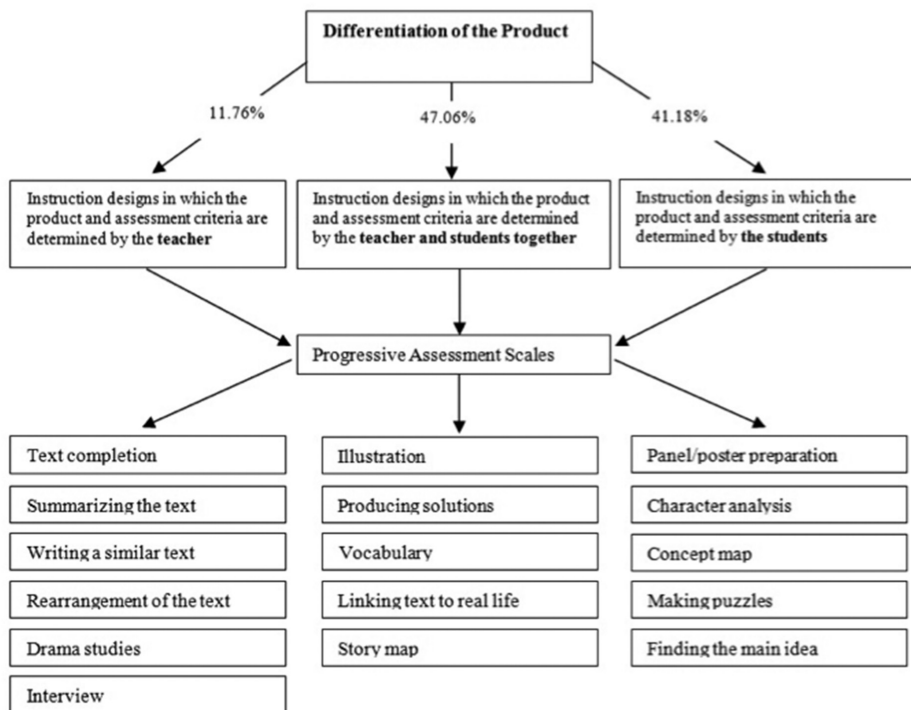 Differentiation of the Product
11.76%
47.06%
41.18%
Instruction designs in which the
product and assessment criteria are
determined by the teacher
Instruction designs in which the product
and assessment criteria are determined
by the teacher and students together
Instruction designs in which the
product and assessment criteria are
determined by the students
Progressive Assessment Scales
Text completion
Summarizing the text
Writing a similar text
Rearrangement of the text
Drama studies
Interview
Illustration
Producing solutions
Vocabulary
Linking text to real life
Story map
Panel/poster preparation
Character analysis
Concept map
Making puzzles
Finding the main idea